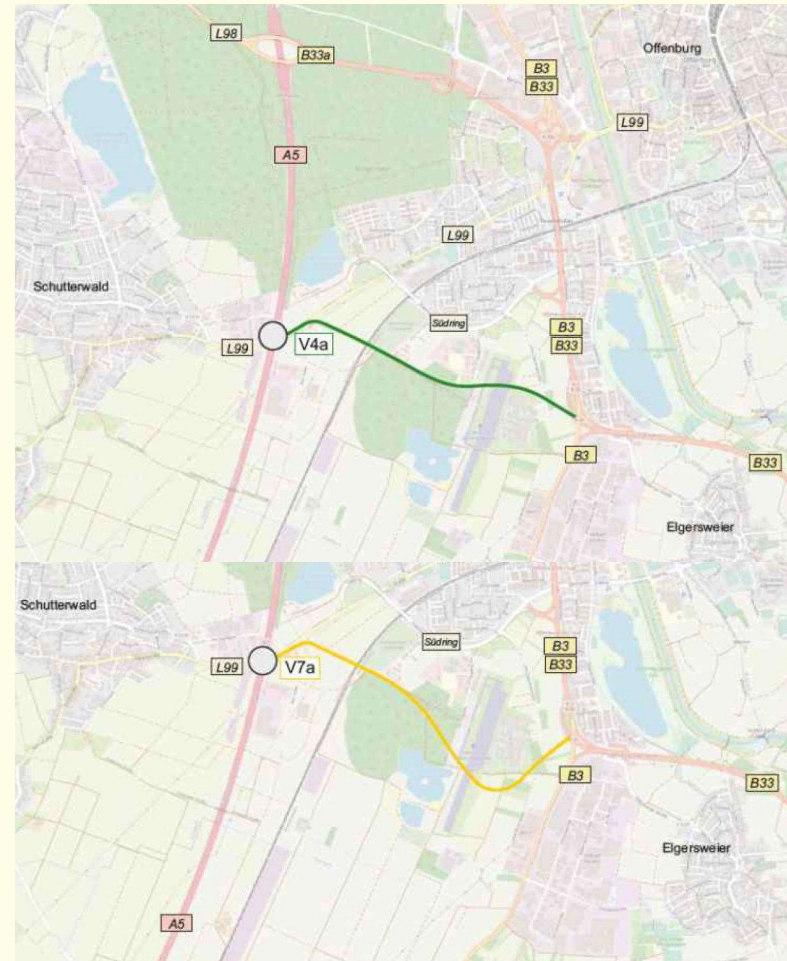 L98
B33a
B3
B33
Offenburg
Offenburg
L99
A5
L99
Schutterwald
Südring
B3
B33
L99
V4a
B3
B33
Elgersweier
Schutterwald
Südring
B3
B33
L99
V7a
B3
B33
Elgersweier
A5